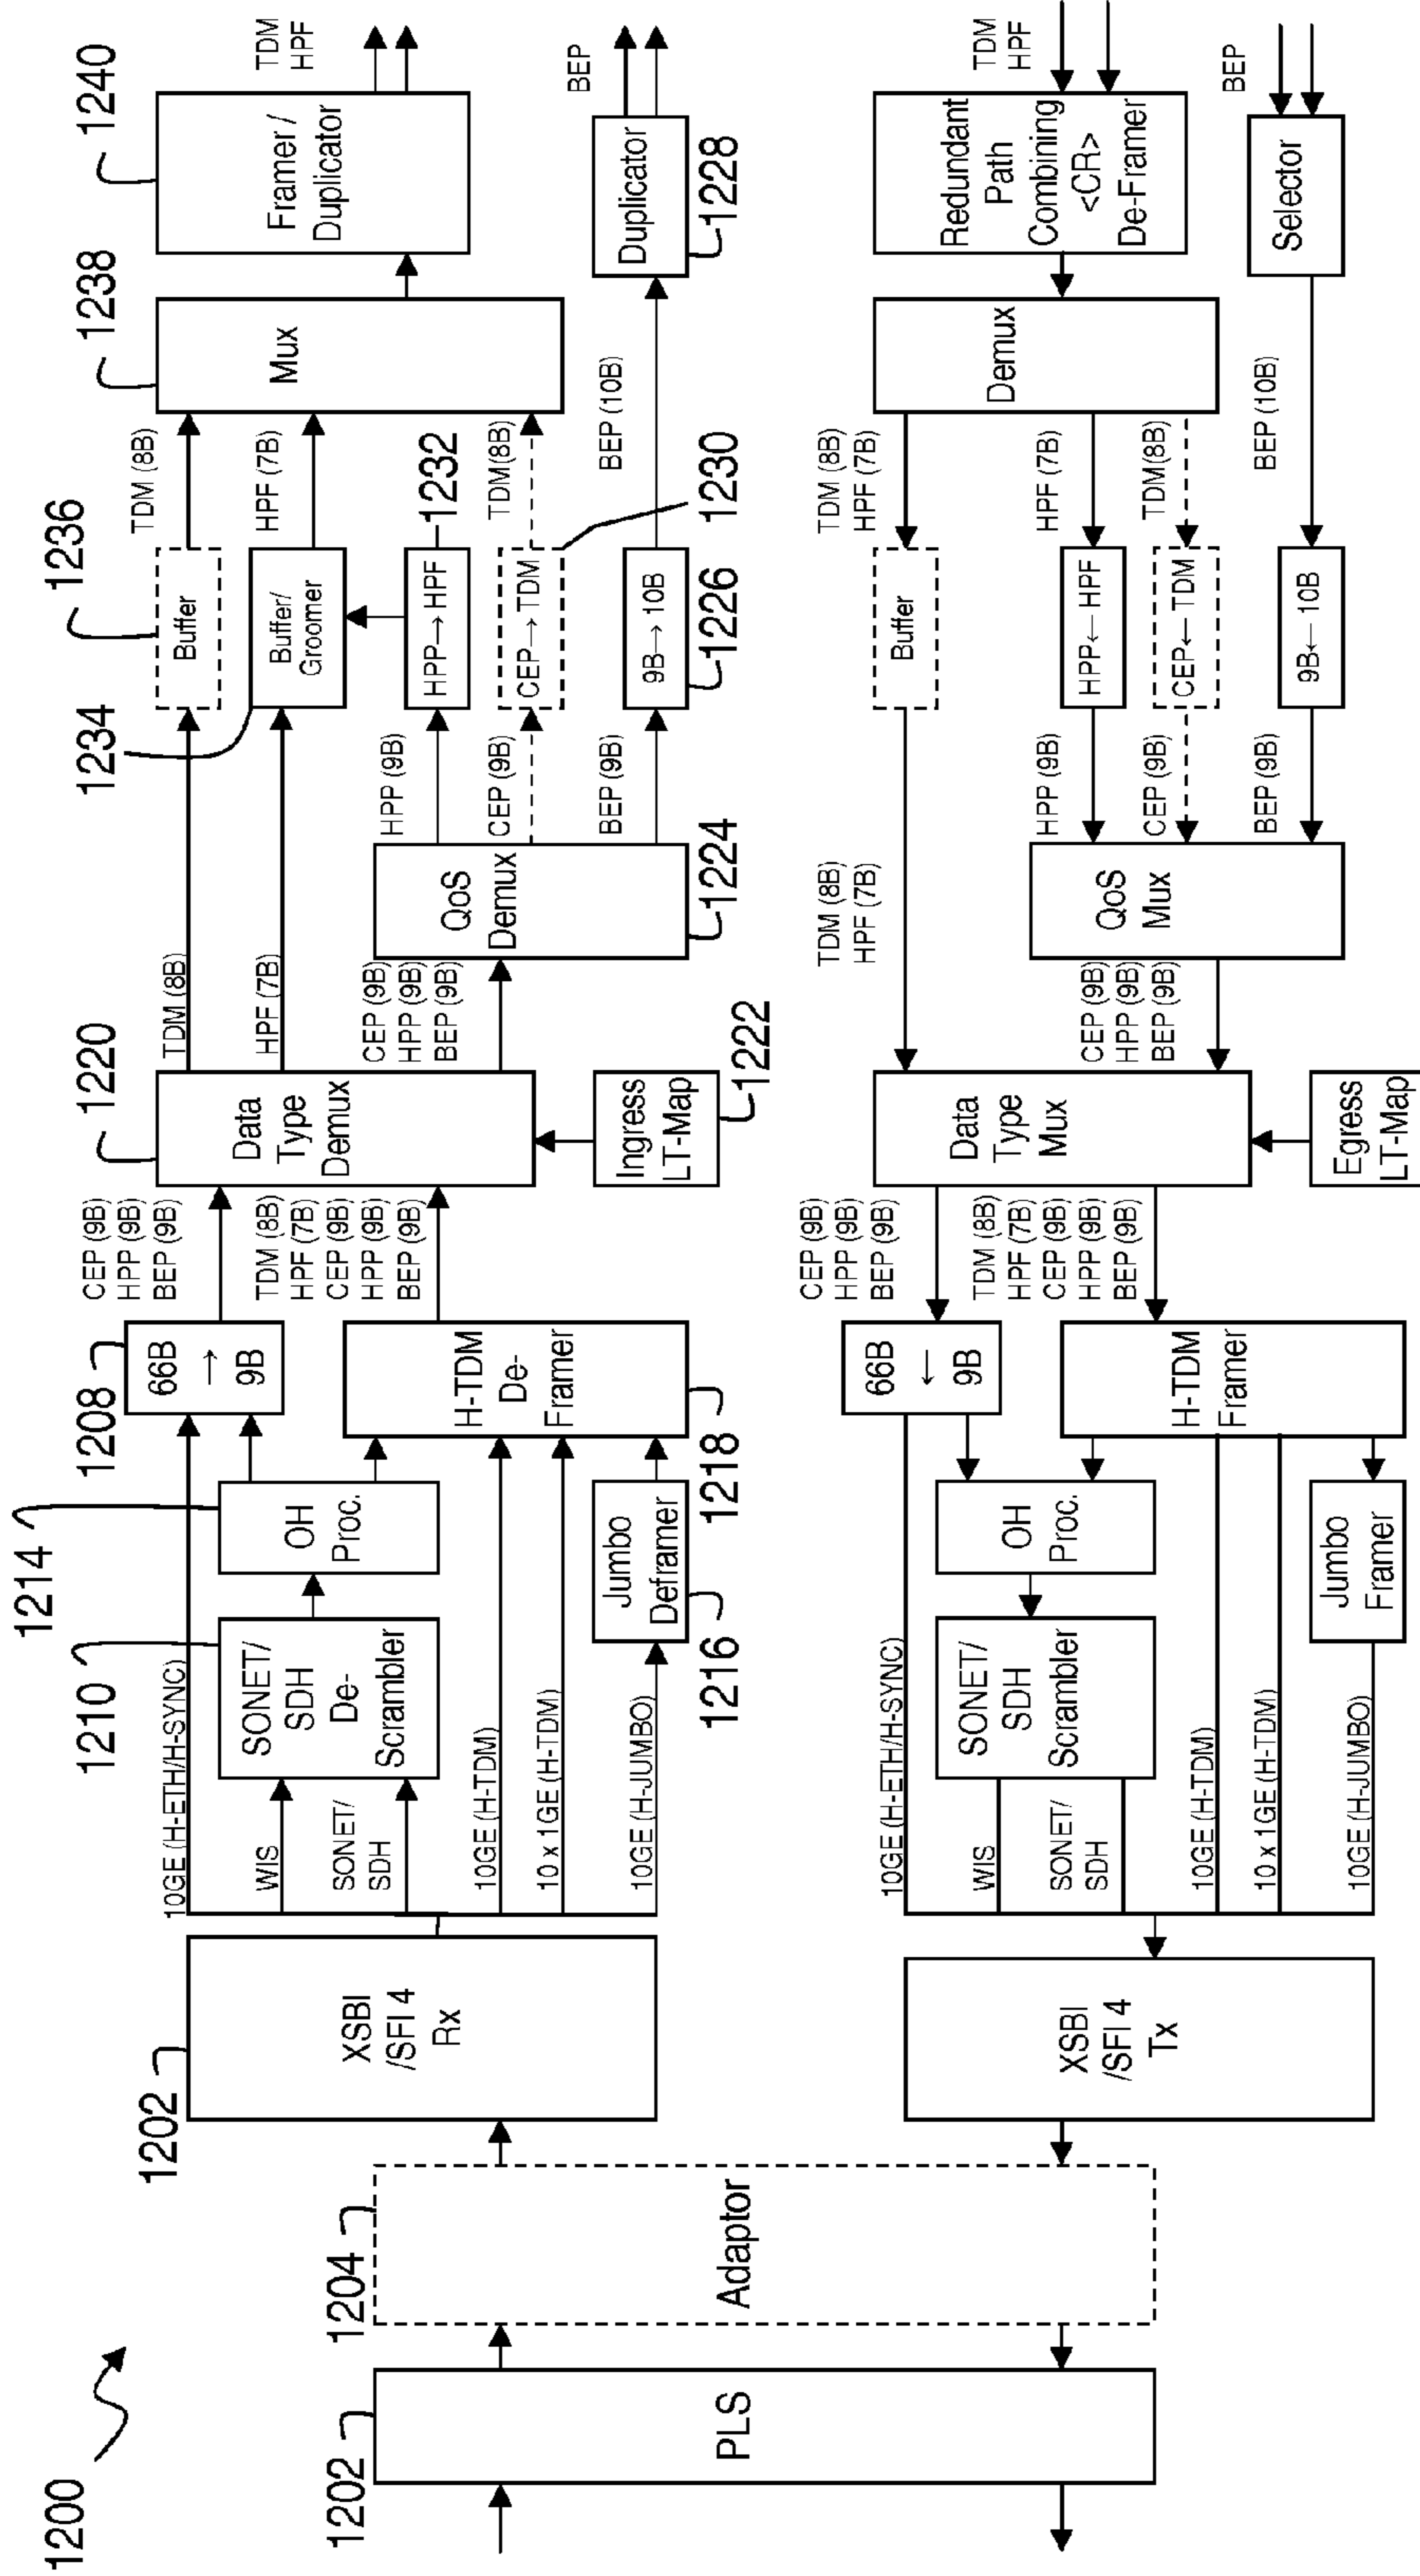 1200
1202
PLS
1204
Adaptor
1202
XSBI
/SFI 4
Rx
10GE (H-ETH/H-SYNC)
WIS
SONET/
SDH
10GE (H-TDM)
10 x 1GE (H-TDM)
10GE (H-JUMBO)
1210
SONET/
SDH
De-
Scrambler
1214
OH
Proc.
1216
Jumbo
Deframer
1208
66B
→
9B
1218
H-TDM
De-
Framer
CEP (9B)
HPP (9B)
BEP (9B)
TDM (8B)
HPF (7B)
CEP (9B)
HPP (9B)
BEP (9B)
1220
Data
Type
Demux
1222
Ingress
LT-Map
TDM (8B)
HPF (7B)
CEP (9B)
HPP (9B)
BEP (9B)
1224
QoS
Demux
HPP (9B)
CEP (9B)
BEP (9B)
1236
Buffer
1234
Buffer/
Groomer
1232
HPP→HPF
1230
CEP→TDM
1226
9B→10B
TDM (8B)
HPF (7B)
TDM(8B)
BEP (10B)
1238
Mux
1240
Framer /
Duplicator
1228
Duplicator
TDM
HPF
BEP
XSBI
/SFI 4
Tx
10GE (H-ETH/H-SYNC)
WIS
SONET/
SDH
10GE (H-TDM)
10 x 1GE (H-TDM)
10GE (H-JUMBO)
SONET/
SDH
Scrambler
OH
Proc.
Jumbo
Framer
66B
←
9B
H-TDM
Framer
CEP (9B)
HPP (9B)
BEP (9B)
TDM (8B)
HPF (7B)
CEP (9B)
HPP (9B)
BEP (9B)
Data
Type
Mux
Egress
LT-Map
TDM (8B)
HPF (7B)
CEP (9B)
HPP (9B)
BEP (9B)
QoS
Mux
HPP (9B)
CEP (9B)
BEP (9B)
Buffer
HPP←HPF
CEP←TDM
9B←10B
TDM (8B)
HPF (7B)
HPF (7B)
TDM(8B)
BEP (10B)
Demux
Redundant
Path
Combining
<CR>
De-Framer
Selector
TDM
HPF
BEP